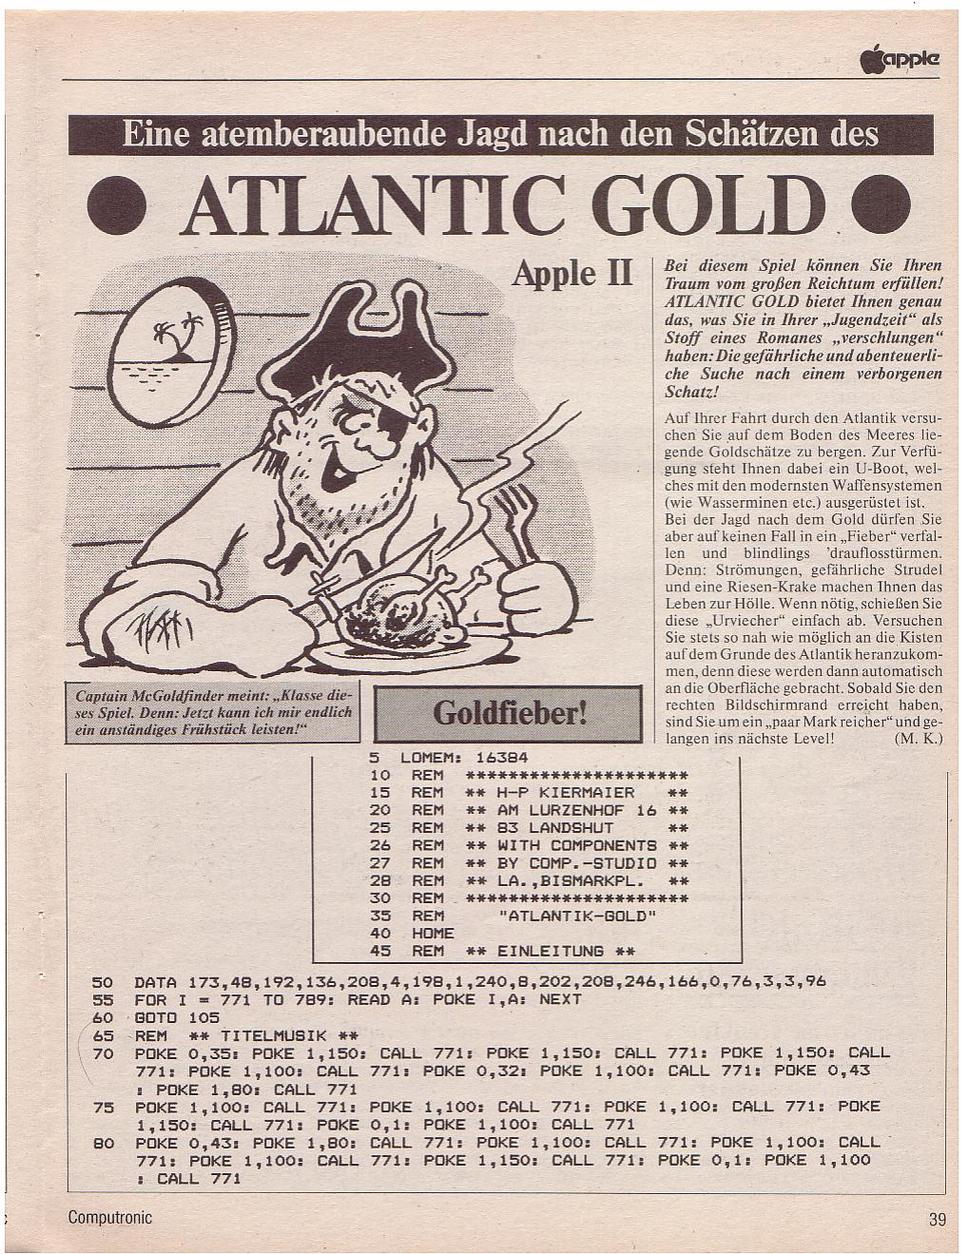 apple
Eine atemberaubende Jagd nach den Schätzen des
ATLANTIC GOLD
Apple II
Bei diesem Spiel können Sie Ihren
Traum vom großen Reichtum erfüllen!
ATLANTIC GOLD bietet Ihnen genau
das, was Sie in Ihrer „Jugendzeit" als
Stoff eines Romanes „verschlungen"
haben: Die gefährliche und abenteuerli-
che Suche nach einem verborgenen
Schatz!
Auf Ihrer Fahrt durch den Atlantik versu-
chen Sie auf dem Boden des Meeres lie-
gende Goldschätze zu bergen. Zur Verfü-
gung steht Ihnen dabei ein U-Boot, wel-
ches mit den modernsten Waffensystemen
(wie Wasserminen etc.) ausgerüstet ist.
Bei der Jagd nach dem Gold dürfen Sie
aber auf keinen Fall in ein „Fieber" verfal-
len und blindlings 'drauflosstürmen.
Denn: Strömungen, gefährliche Strudel
und eine Riesen-Krake machen Ihnen das
Leben zur Hölle. Wenn nötig, schießen Sie
diese „Urviecher" einfach ab. Versuchen
Sie stets so nah wie möglich an die Kisten
auf dem Grunde des Atlantik heranzukom-
men, denn diese werden dann automatisch
an die Oberfläche gebracht. Sobald Sie den
rechten Bildschirmrand erreicht haben,
sind Sie um ein „paar Mark reicher" und ge-
langen ins nächste Level! (M. K.)
Captain McGoldfinder meint: „Klasse die-
ses Spiel. Denn: Jetzt kann ich mir endlich
ein anständiges Frühstück leisten!"
Goldfieber!
5 LOMEM: 16384
10 REM *********************
15 REM ** H-P KIERMAIER **
20 REM ** AM LURZENHOF 16 **
25 REM ** 83 LANDSHUT **
26 REM ** WITH COMPONENTS **
27 REM ** BY COMP.-STUDIO **
28 REM ** LA.,BISMARKPL. **
30 REM *********************
35 REM "ATLANTIK-GOLD"
40 HOME
45 REM ** EINLEITUNG **
50 DATA 173,48,192,136,208,4,198,1,240,8,202,208,246,166,0,76,3,3,96
55 FOR I = 771 TO 789: READ A: POKE I,A: NEXT
60 GOTO 105
65 REM ** TITELMUSIK **
70 POKE 0,35: POKE 1,150: CALL 771: POKE 1,150: CALL 771: POKE 1,150: CALL
771: POKE 1,100: CALL 771: POKE 0,32: POKE 1,100: CALL 771: POKE 0,43
: POKE 1,80: CALL 771
75 POKE 1,100: CALL 771: POKE 1,100: CALL 771: POKE 1,100: CALL 771: POKE
1,150: CALL 771: POKE 0,1: POKE 1,100: CALL 771
80 POKE 0,43: POKE 1,80: CALL 771: POKE 1,100: CALL 771: POKE 1,100: CALL
771: POKE 1,100: CALL 771: POKE 1,150: CALL 771: POKE 0,1: POKE 1,100
: CALL 771
Computronic
39